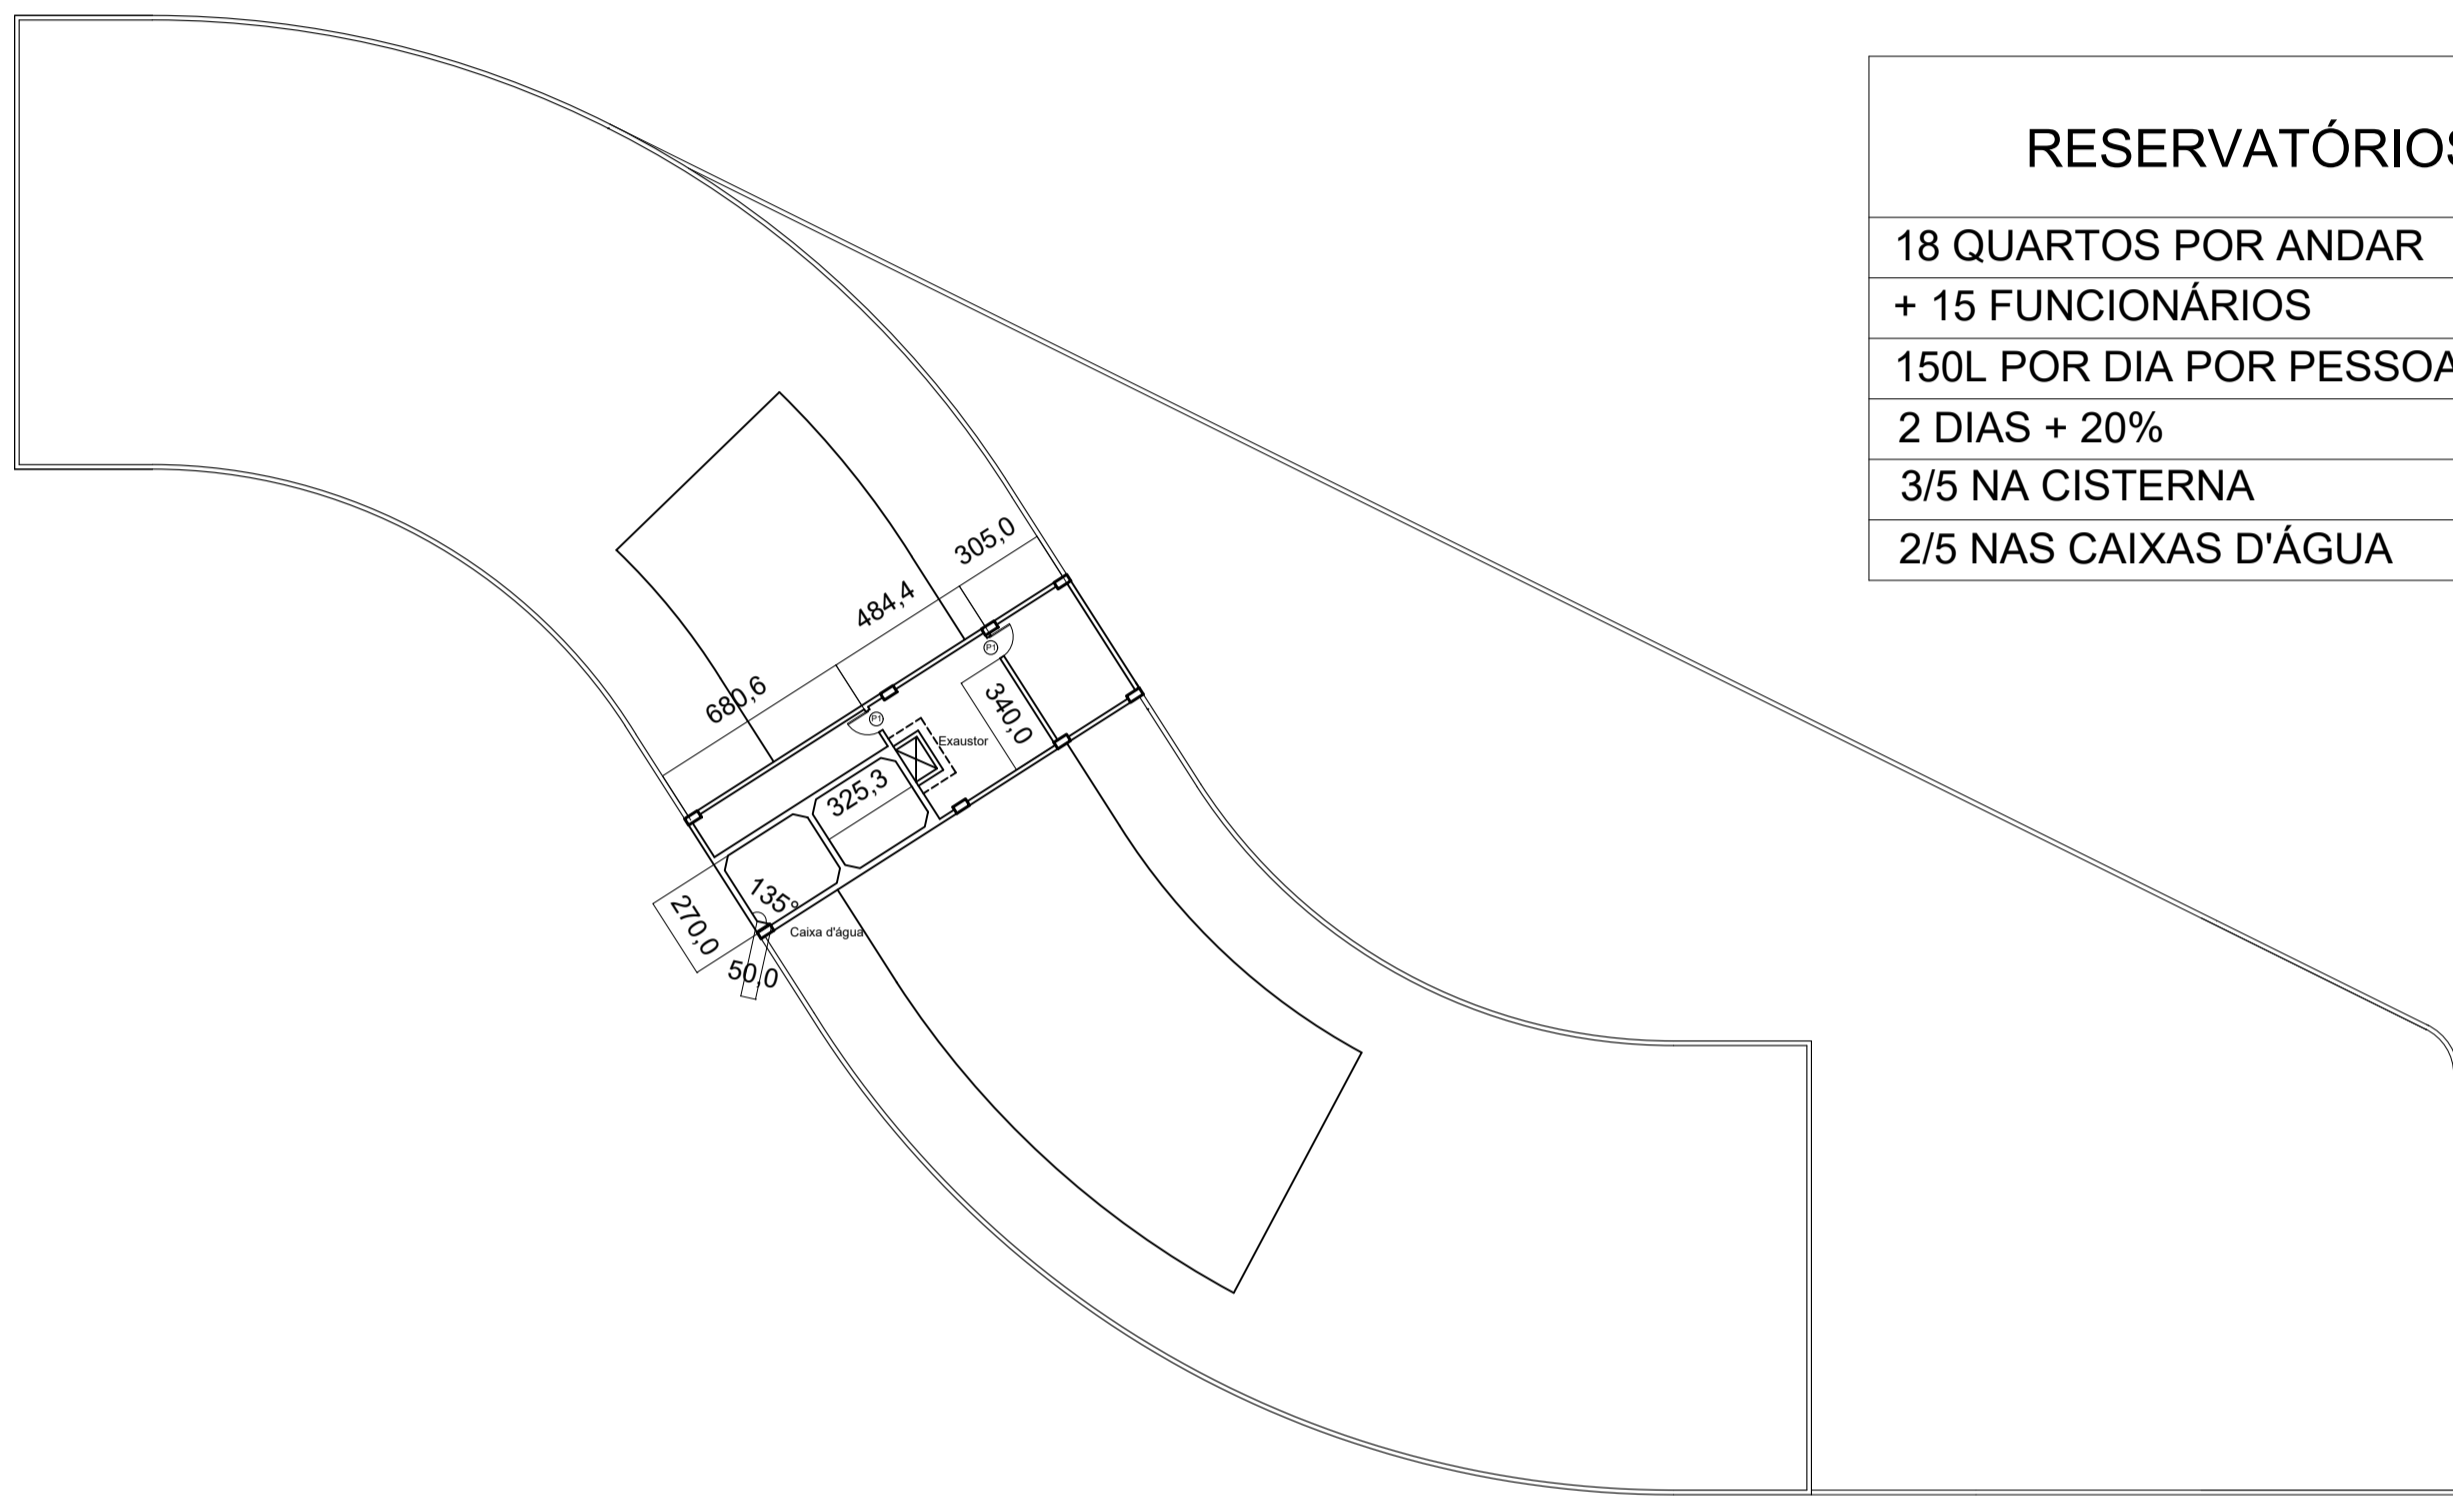 RESERVATÓRIOS
18 QUARTOS POR ANDAR
+ 15 FUNCIONÁRIOS
150L POR DIA POR PESSOA
2 DIAS + 20%
3/5 NA CISTERNA
2/5 NAS CAIXAS D'ÁGUA
305,0
484,4
680,6
P1
340,0
P1
Exaustor
325,3
135°
270,0
Caixa d'água
50,0